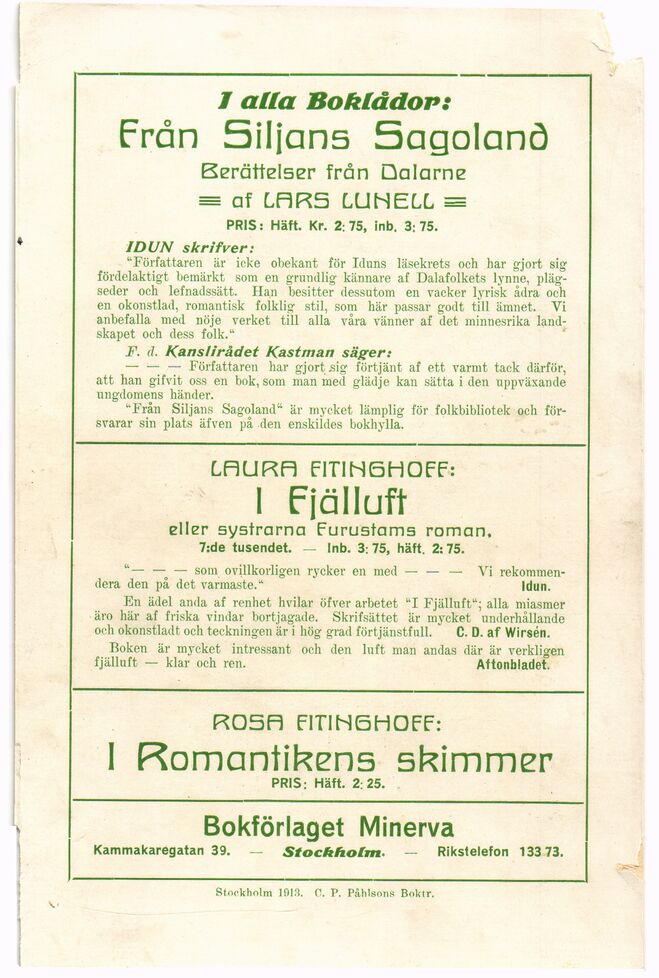 I alla Boklådor:
Från Siljans Sagoland
Berättelser från Dalarne
af LARS LUNELL
PRIS: Häft. Kr. 2: 75, inb. 3: 75.
IDUN skrifver:
"Författaren är icke obekant för Iduns läsekrets och har gjort sig
fördelaktigt bemärkt som en grundlig kännare af Dalafolkets lynne, pläg-
seder och lefnadssätt. Han besitter dessutom en vacker lyrisk ådra och
en okonstlad, romantisk folklig stil, som här passar godt till ämnet. Vi
anbefalla med nöje verket till alla våra vänner af det minnesrika land-
skapet och dess folk."
F. d. Kanslirådet Kastman säger:
— — — Författaren har gjort sig förtjänt af ett varmt tack därför,
att han gifvit oss en bok, som man med glädje kan sätta i den uppväxande
ungdomens händer.
"Från Siljans Sagoland" är mycket lämplig för folkbibliotek och för-
svarar sin plats äfven på den enskildes bokhylla.
LAURA FITINGHOFF:
I Fjälluft
eller systrarna Furustams roman.
7:de tusendet. — Inb. 3: 75, häft. 2: 75.
"— — — som ovillkorligen rycker en med — — — Vi rekommen-
dera den på det varmaste." Idun.
En ädel anda af renhet hvilar öfver arbetet "I Fjälluft"; alla miasmer
äro här af friska vindar bortjagade. Skrifsättet är mycket underhållande
och okonstladt och teckningen är i hög grad förtjänstfull. C. D. af Wirsén.
Boken är mycket intressant och den luft man andas där är verkligen
fjälluft — klar och ren. Aftonbladet.
ROSA FITINGHOFF:
I Romantikens skimmer
PRIS: Häft. 2: 25.
Bokförlaget Minerva
Kammakaregatan 39. — Stockholm. — Rikstelefon 133 73.
Stockholm 1913. C. P. Påhlsons Boktr.